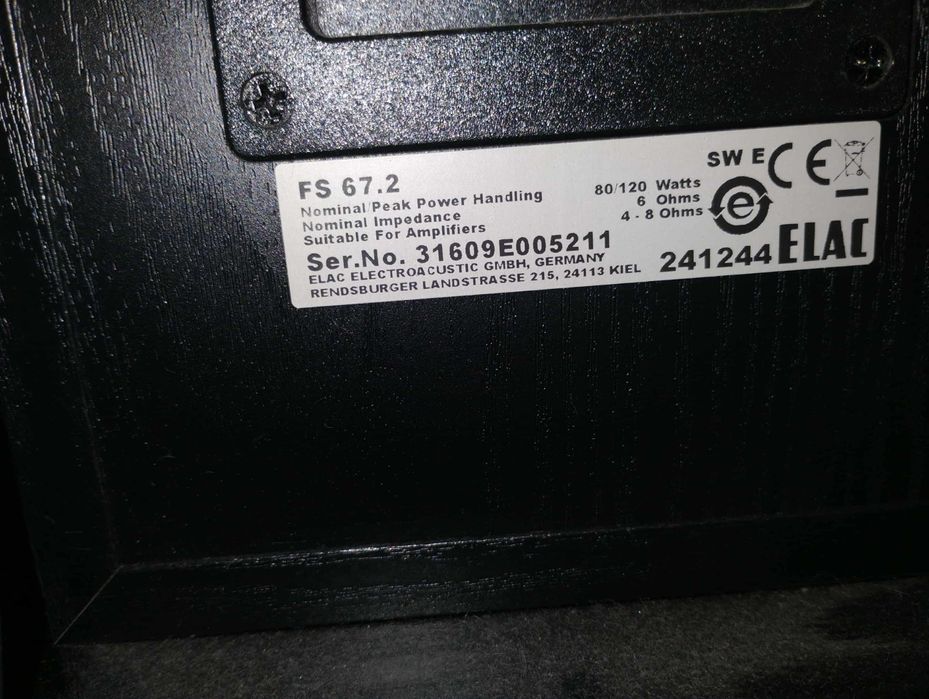 FS 67.2
Nominal/Peak Power Handling 80/120 Watts
Nominal Impedance 6 Ohms
Suitable For Amplifiers 4 - 8 Ohms
SW E CE
e
Ser.No. 31609E005211
ELAC ELECTROACUSTIC GMBH, GERMANY
RENDSBURGER LANDSTRASSE 215, 24113 KIEL
241244 ELAC